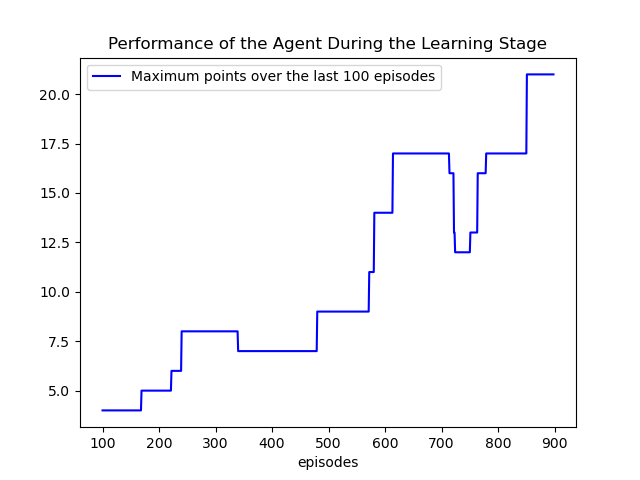 Performance of the Agent During the Learning Stage
Maximum points over the last 100 episodes
20.0
17.5
15.0
12.5
10.0
7.5
5.0
100 200 300 400 500 600 700 800 900
episodes